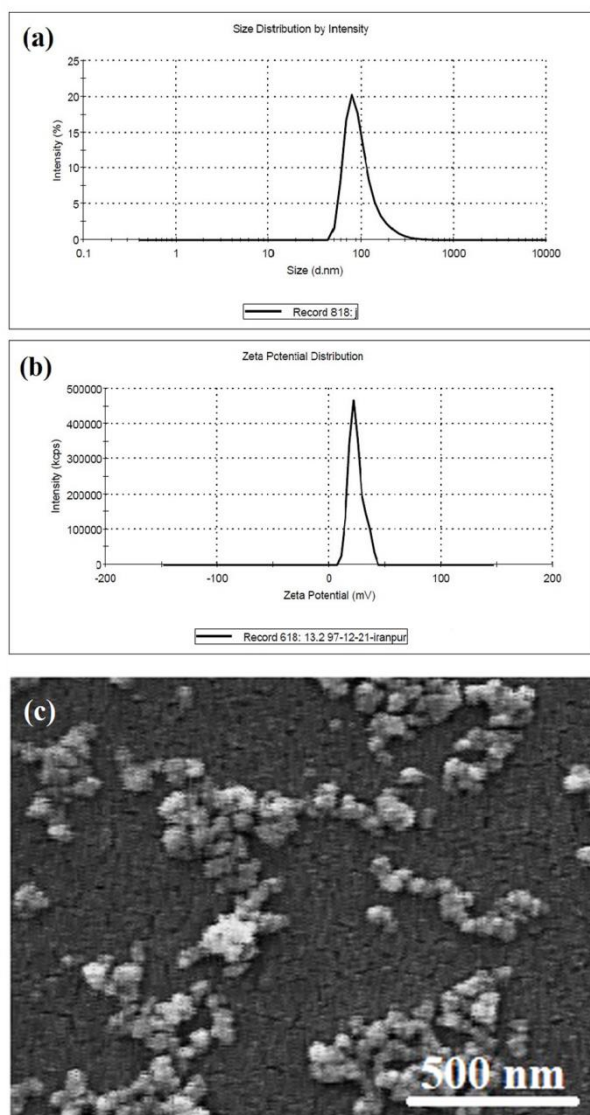 (a)
Size Distribution by Intensity
25
20
15
10
5
0
Intensity (%)
0.1 1 10 100 1000 10000
Size (d.nm)
Record 818: j
(b)
Zeta Potential Distribution
500000
400000
300000
200000
100000
0
Intensity (kcps)
-200 -100 0 100 200
Zeta Potential (mV)
Record 618: 13.2 97-12-21-iranpur
(c)
500 nm